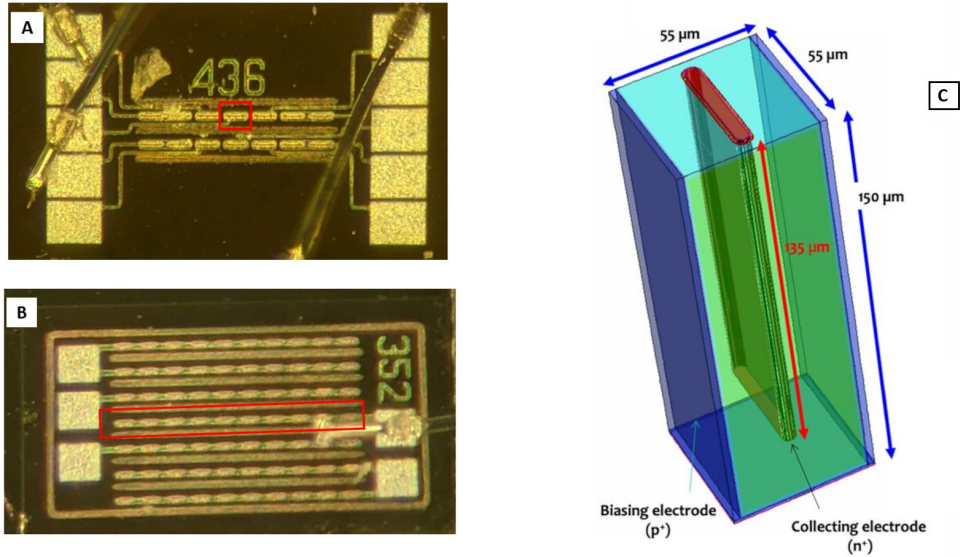 A
436
B
352
C
55 µm
55 µm
150 µm
135 µm
Biasing electrode
(p⁺)
Collecting electrode
(n⁺)